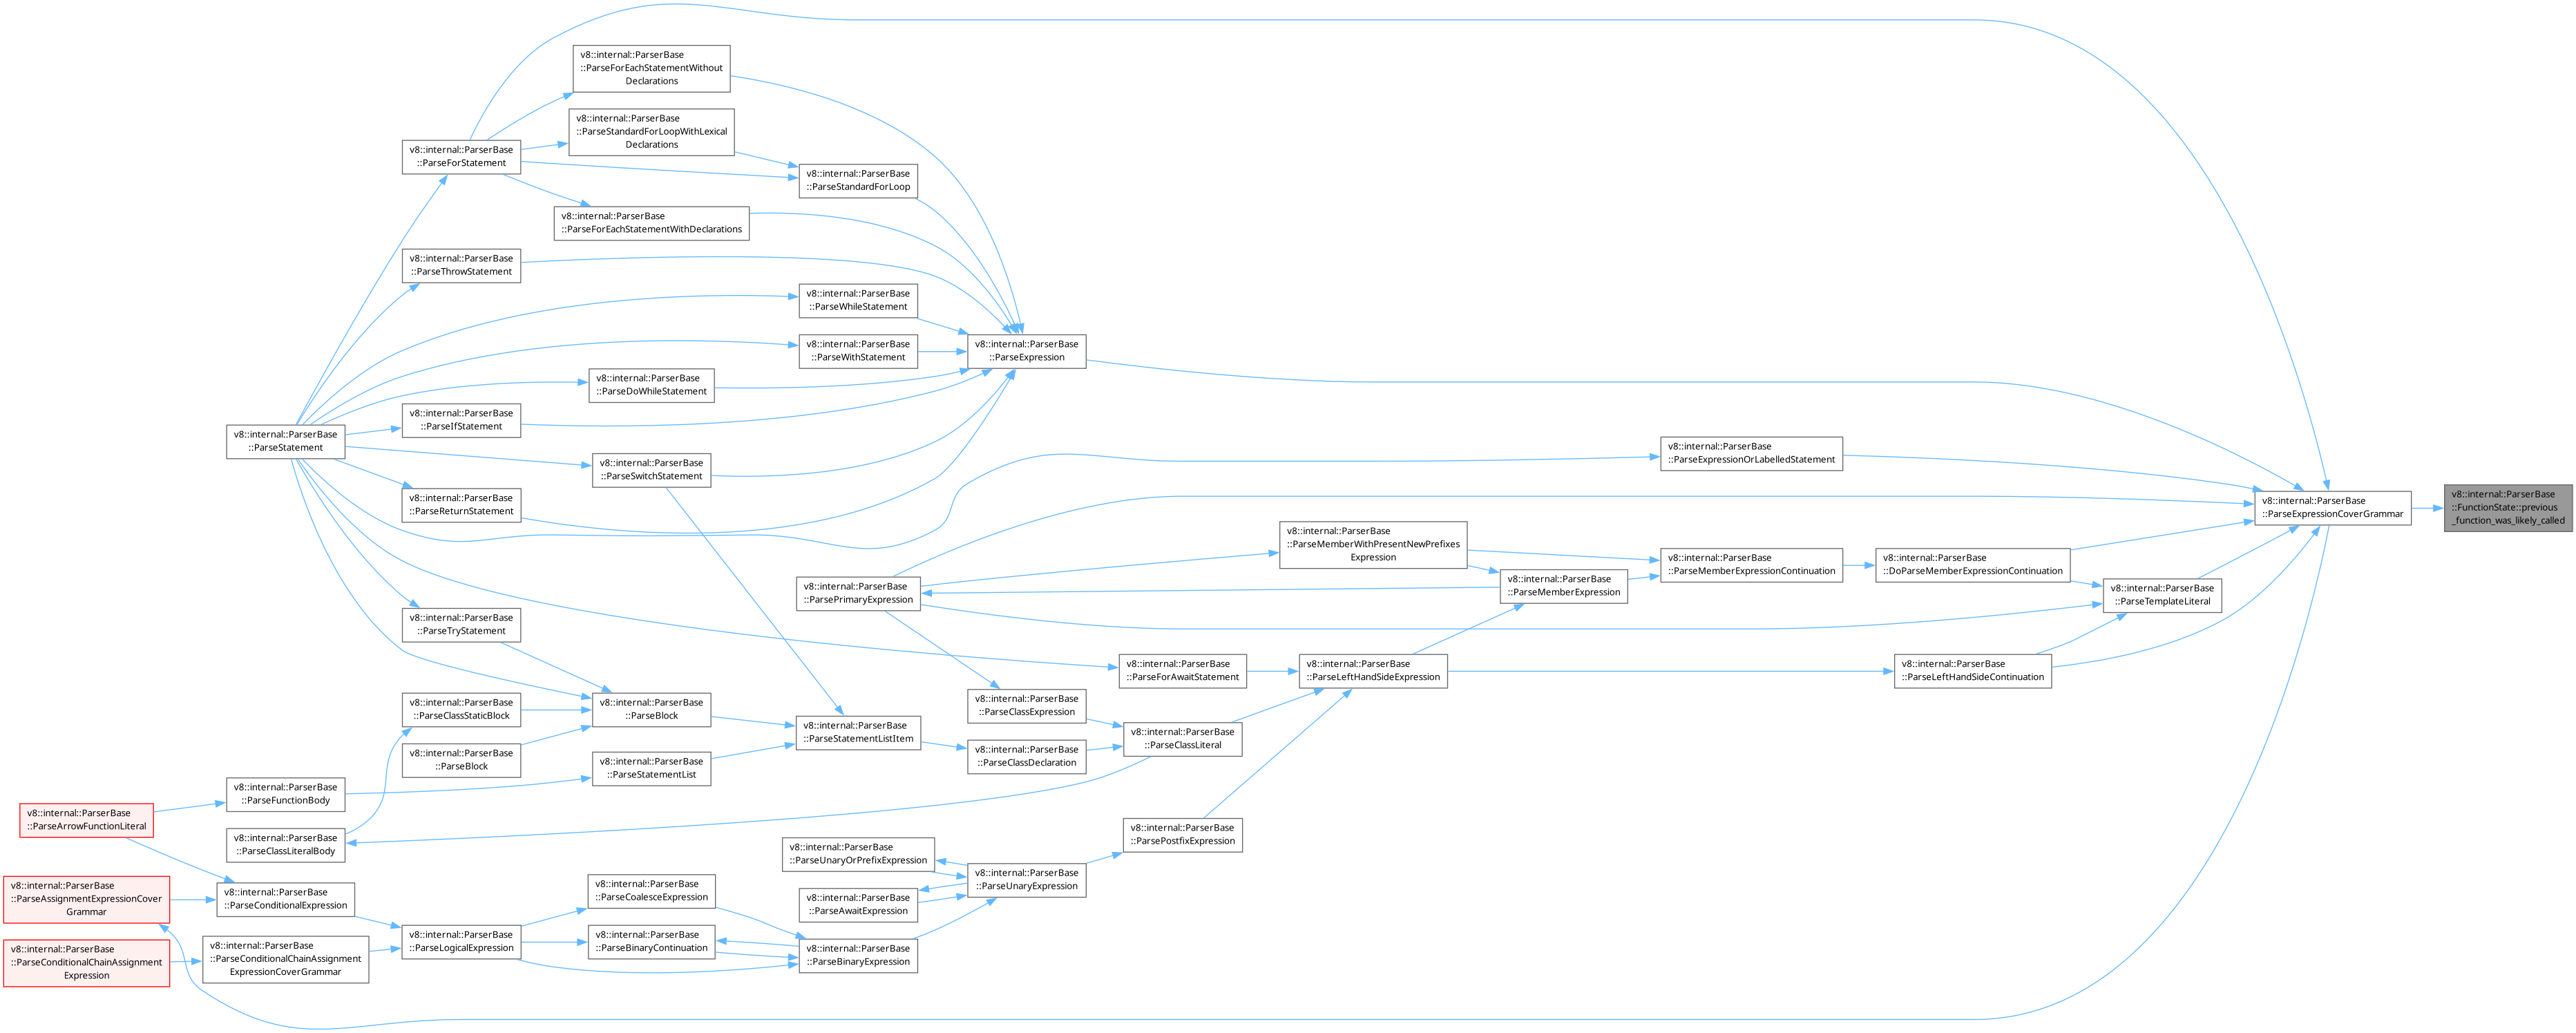 v8::internal::ParserBase
::ParseForEachStatementWithout
Declarations
v8::internal::ParserBase
::ParseStandardForLoopWithLexical
Declarations
v8::internal::ParserBase
::ParseForStatement
v8::internal::ParserBase
::ParseStandardForLoop
v8::internal::ParserBase
::ParseForEachStatementWithDeclarations
v8::internal::ParserBase
::ParseThrowStatement
v8::internal::ParserBase
::ParseWhileStatement
v8::internal::ParserBase
::ParseWithStatement
v8::internal::ParserBase
::ParseExpression
v8::internal::ParserBase
::ParseDoWhileStatement
v8::internal::ParserBase
::ParseIfStatement
v8::internal::ParserBase
::ParseStatement
v8::internal::ParserBase
::ParseExpressionOrLabelledStatement
v8::internal::ParserBase
::ParseSwitchStatement
v8::internal::ParserBase
::ParseReturnStatement
v8::internal::ParserBase
::ParseExpressionCoverGrammar
v8::internal::ParserBase
::FunctionState::previous
_function_was_likely_called
v8::internal::ParserBase
::ParseMemberWithPresentNewPrefixes
Expression
v8::internal::ParserBase
::ParseMemberExpressionContinuation
v8::internal::ParserBase
::DoParseMemberExpressionContinuation
v8::internal::ParserBase
::ParsePrimaryExpression
v8::internal::ParserBase
::ParseMemberExpression
v8::internal::ParserBase
::ParseTemplateLiteral
v8::internal::ParserBase
::ParseTryStatement
v8::internal::ParserBase
::ParseForAwaitStatement
v8::internal::ParserBase
::ParseLeftHandSideExpression
v8::internal::ParserBase
::ParseLeftHandSideContinuation
v8::internal::ParserBase
::ParseClassStaticBlock
v8::internal::ParserBase
::ParseBlock
v8::internal::ParserBase
::ParseClassExpression
v8::internal::ParserBase
::ParseStatementListItem
v8::internal::ParserBase
::ParseClassLiteral
v8::internal::ParserBase
::ParseBlock
v8::internal::ParserBase
::ParseClassDeclaration
v8::internal::ParserBase
::ParseStatementList
v8::internal::ParserBase
::ParseFunctionBody
v8::internal::ParserBase
::ParseArrowFunctionLiteral
v8::internal::ParserBase
::ParseClassLiteralBody
v8::internal::ParserBase
::ParsePostfixExpression
v8::internal::ParserBase
::ParseUnaryOrPrefixExpression
v8::internal::ParserBase
::ParseUnaryExpression
v8::internal::ParserBase
::ParseAssignmentExpressionCover
Grammar
v8::internal::ParserBase
::ParseConditionalExpression
v8::internal::ParserBase
::ParseCoalesceExpression
v8::internal::ParserBase
::ParseAwaitExpression
v8::internal::ParserBase
::ParseLogicalExpression
v8::internal::ParserBase
::ParseBinaryContinuation
v8::internal::ParserBase
::ParseBinaryExpression
v8::internal::ParserBase
::ParseConditionalChainAssignment
Expression
v8::internal::ParserBase
::ParseConditionalChainAssignment
ExpressionCoverGrammar